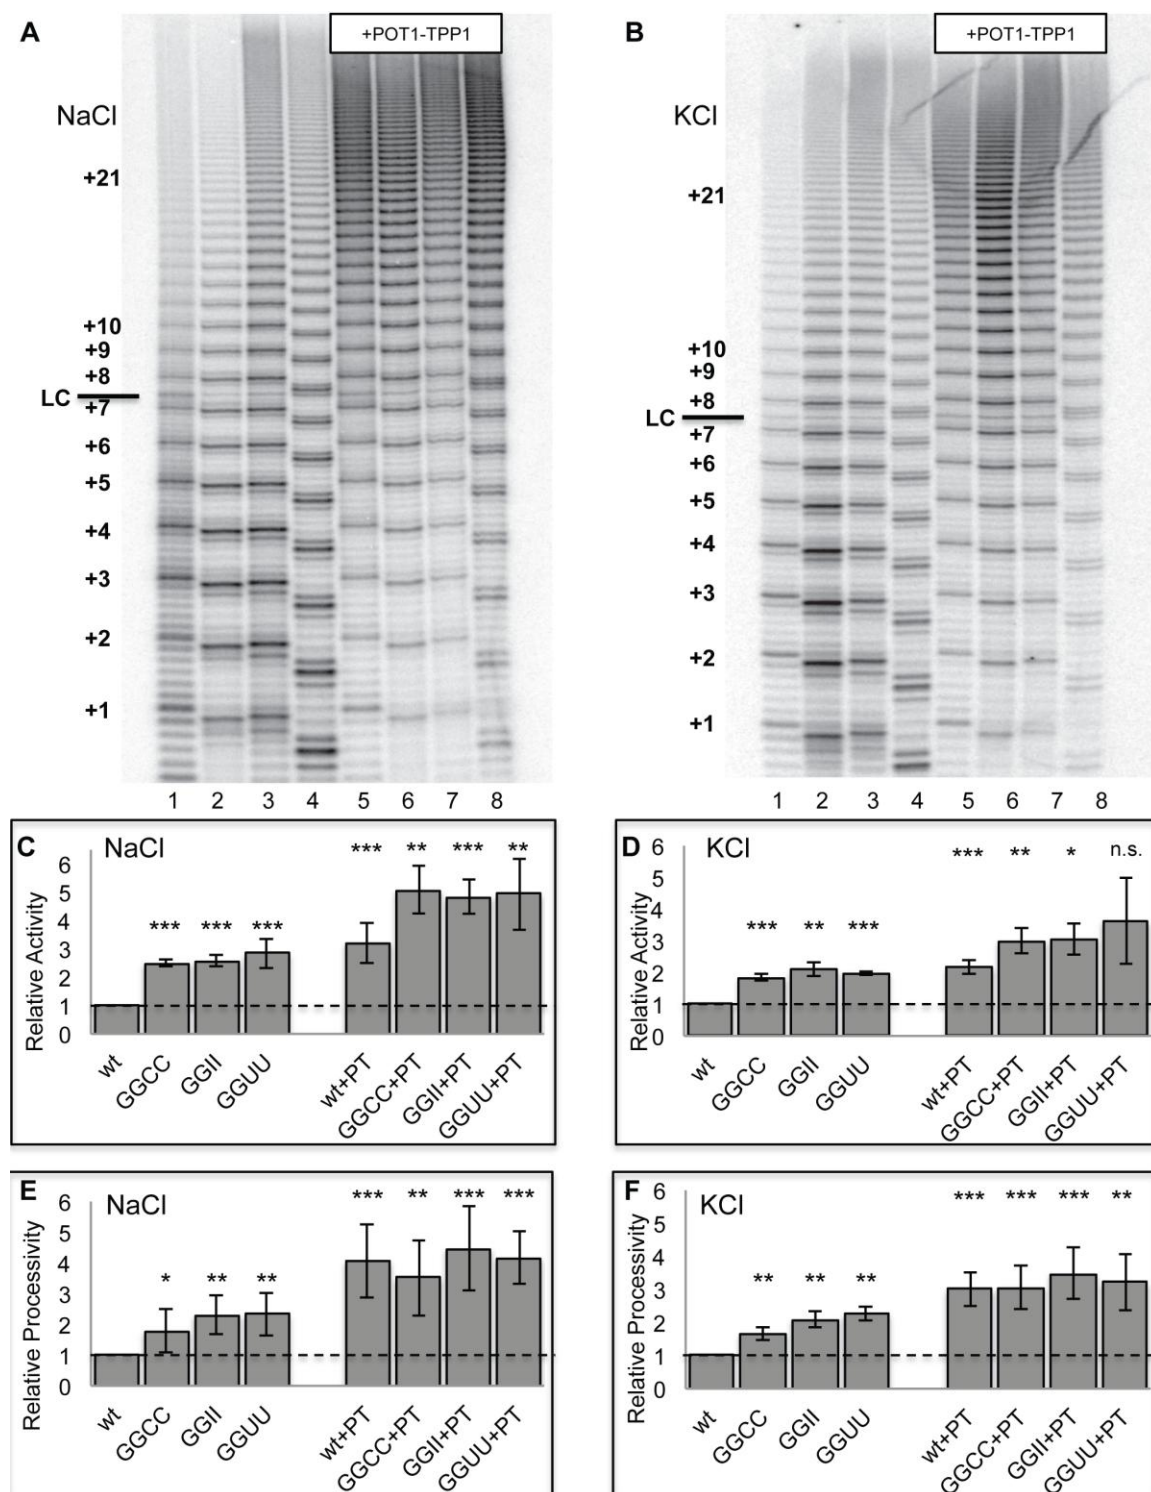 A
+POT1-TPP1
NaCl
+21
+10
+9
+8
LC
+7
+6
+5
+4
+3
+2
+1
1 2 3 4 5 6 7 8
B
+POT1-TPP1
KCl
+21
+10
+9
+8
LC
+7
+6
+5
+4
+3
+2
+1
1 2 3 4 5 6 7 8
C NaCl
Relative Activity
6
5
4
3
2
1
0
*** *** *** *** ** *** **
wt GGCC GGII GGUU wt+PT GGCC+PT GGII+PT GGUU+PT
D KCl
Relative Activity
6
5
4
3
2
1
0
*** ** *** *** ** * n.s.
wt GGCC GGII GGUU wt+PT GGCC+PT GGII+PT GGUU+PT
E NaCl
Relative Processivity
6
5
4
3
2
1
0
* ** ** *** ** *** ***
wt GGCC GGII GGUU wt+PT GGCC+PT GGII+PT GGUU+PT
F KCl
Relative Processivity
6
5
4
3
2
1
0
** ** ** *** *** *** **
wt GGCC GGII GGUU wt+PT GGCC+PT GGII+PT GGUU+PT